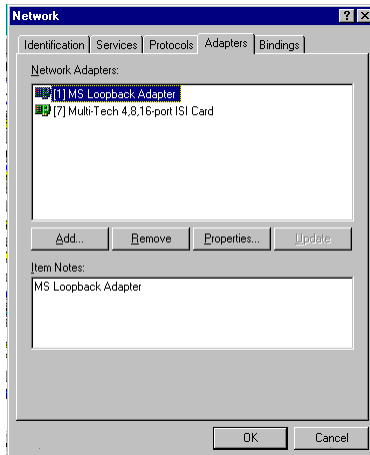 Network
Identification Services Protocols Adapters Bindings
Network Adapters:
[1] MS Loopback Adapter
[7] Multi-Tech 4,8,16-port ISI Card
Add... Remove Properties... Update
Item Notes:
MS Loopback Adapter
OK Cancel